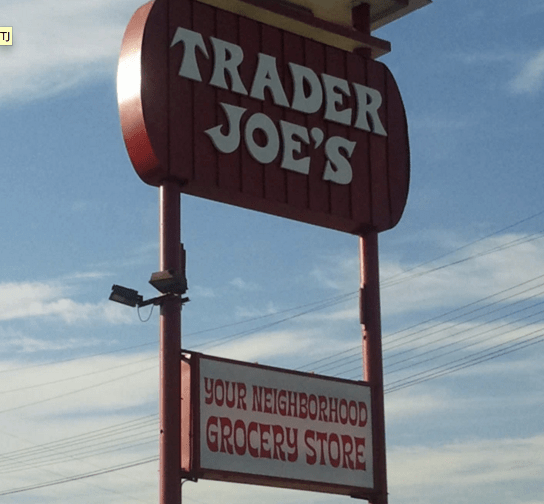 TJ
TRADER
JOE'S
YOUR NEIGHBORHOOD
GROCERY STORE